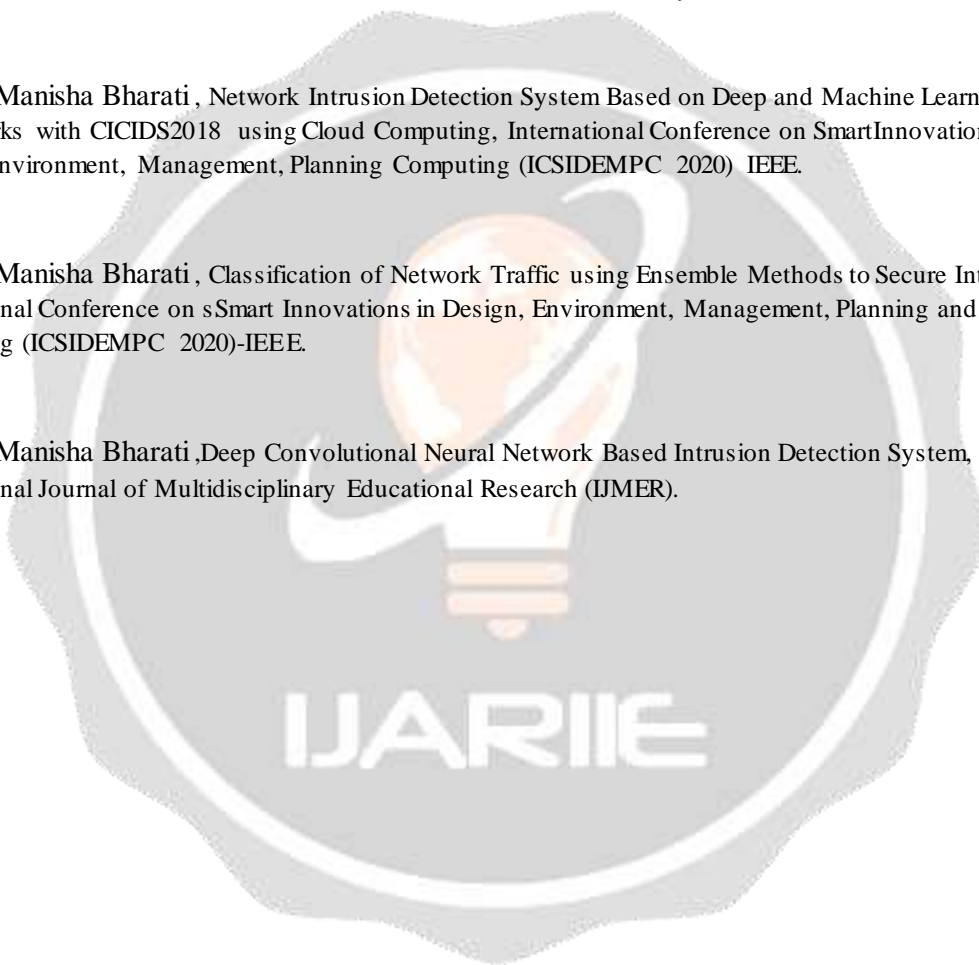 Manisha Bharati, Network Intrusion Detection System Based on Deep and Machine Learn
rks with CICIDS2018 using Cloud Computing, International Conference on SmartInnovation
nvironment, Management, Planning Computing (ICSIDEMPC 2020) IEEE.
Manisha Bharati, Classification of Network Traffic using Ensemble Methods to Secure Int
nal Conference on sSmart Innovations in Design, Environment, Management, Planning and
g (ICSIDEMPC 2020)-IEEE.
Manisha Bharati,Deep Convolutional Neural Network Based Intrusion Detection System,
nal Journal of Multidisciplinary Educational Research (IJMER).
IJARIIE